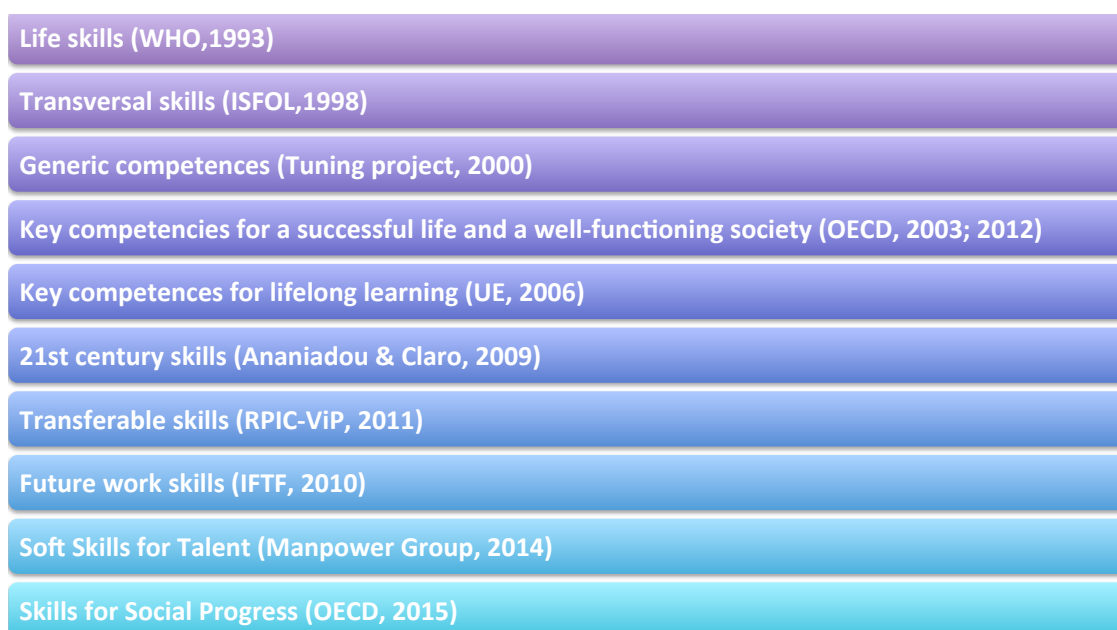 Life skills (WHO,1993)
Transversal skills (ISFOL,1998)
Generic competences (Tuning project, 2000)
Key competencies for a successful life and a well-functioning society (OECD, 2003; 2012)
Key competences for lifelong learning (UE, 2006)
21st century skills (Ananiadou & Claro, 2009)
Transferable skills (RPIC-ViP, 2011)
Future work skills (IFTF, 2010)
Soft Skills for Talent (Manpower Group, 2014)
Skills for Social Progress (OECD, 2015)